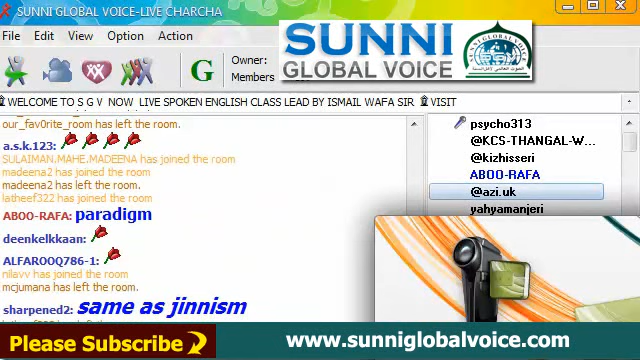 SUNNI GLOBAL VOICE-LIVE CHARCHA
File Edit View Option Action
SUNNI
GLOBAL VOICE
G
Owner:
Members
WELCOME TO S G V NOW LIVE SPOKEN ENGLISH CLASS LEAD BY ISMAIL WAFA SIR VISIT
our_fav0rite_room has left the room.
a.s.k.123:
SULAIMAN.MAHE.MADEENA has joined the room
madeena2 has joined the room
madeena2 has left the room.
latheef322 has joined the room
ABOO-RAFA: paradigm
deenkelkkaan:
ALFAROOQ786-1:
nilavv has joined the room
mcjumana has left the room.
sharpened2: same as jinnism
psycho313
@KCS-THANGAL-W...
@kizhisseri
ABOO-RAFA
@azi.uk
yahyamanjeri
Please Subscribe
www.sunniglobalvoice.com